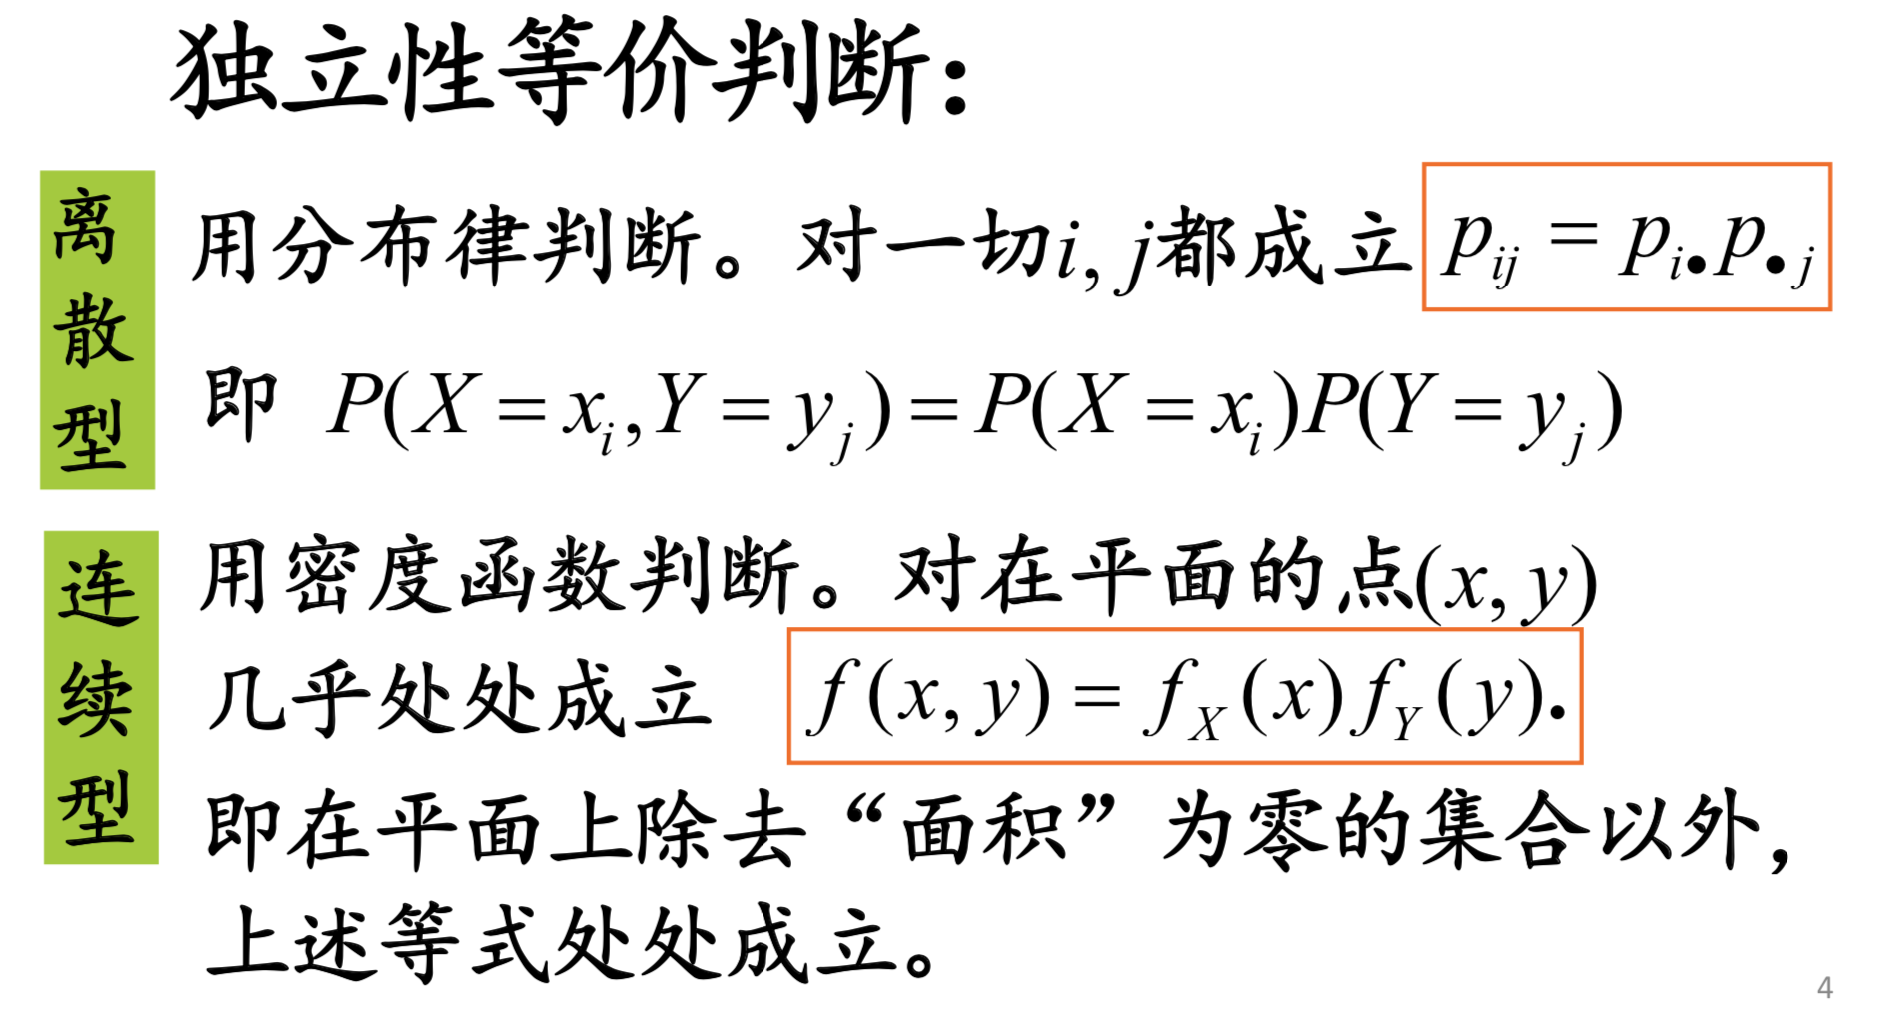 独立性等价判断:
离散型
用分布律判断。对一切i, j都成立 p_{ij} = p_{i•}p_{•j}
即 P(X = x_i, Y = y_j) = P(X = x_i)P(Y = y_j)
连续型
用密度函数判断。对在平面的点(x, y)
几乎处处成立 f(x, y) = f_X(x)f_Y(y).
即在平面上除去“面积”为零的集合以外,
上述等式处处成立。
4